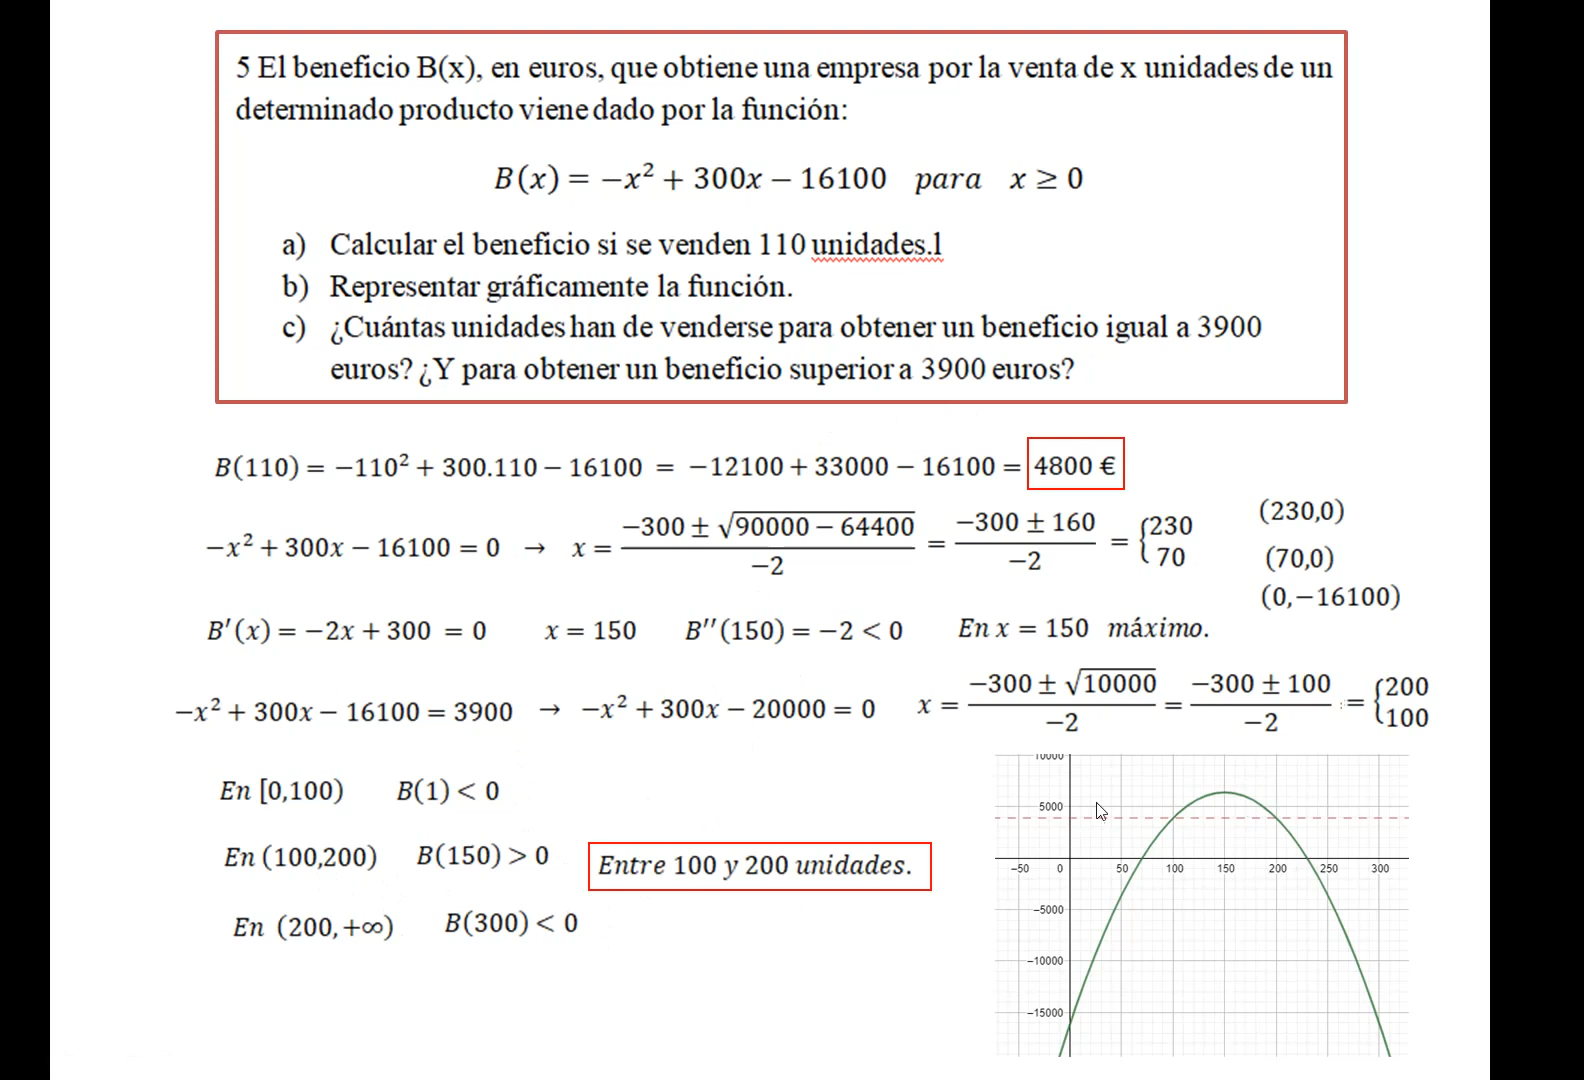 5 El beneficio B(x), en euros, que obtiene una empresa por la venta de x unidades de un
determinado producto viene dado por la función:
B(x) = −x² + 300x − 16100 para x ≥ 0
a) Calcular el beneficio si se venden 110 unidades.l
b) Representar gráficamente la función.
c) ¿Cuántas unidades han de venderse para obtener un beneficio igual a 3900
euros? ¿Y para obtener un beneficio superior a 3900 euros?
B(110) = −110² + 300.110 − 16100 = −12100 + 33000 − 16100 = 4800 €
−x² + 300x − 16100 = 0 → x = (−300 ± √(90000 − 64400))/(−2) = (−300 ± 160)/(−2) = {230 70
(230,0)
(70,0)
(0,−16100)
B′(x) = −2x + 300 = 0 x = 150 B′′(150) = −2 < 0 En x = 150 máximo.
−x² + 300x − 16100 = 3900 → −x² + 300x − 20000 = 0 x = (−300 ± √10000)/(−2) = (−300 ± 100)/(−2) := {200 100
En [0,100) B(1) < 0
En (100,200) B(150) > 0
Entre 100 y 200 unidades.
En (200,+∞) B(300) < 0
10000
5000
−50 0 50 100 150 200 250 300
−5000
−10000
−15000